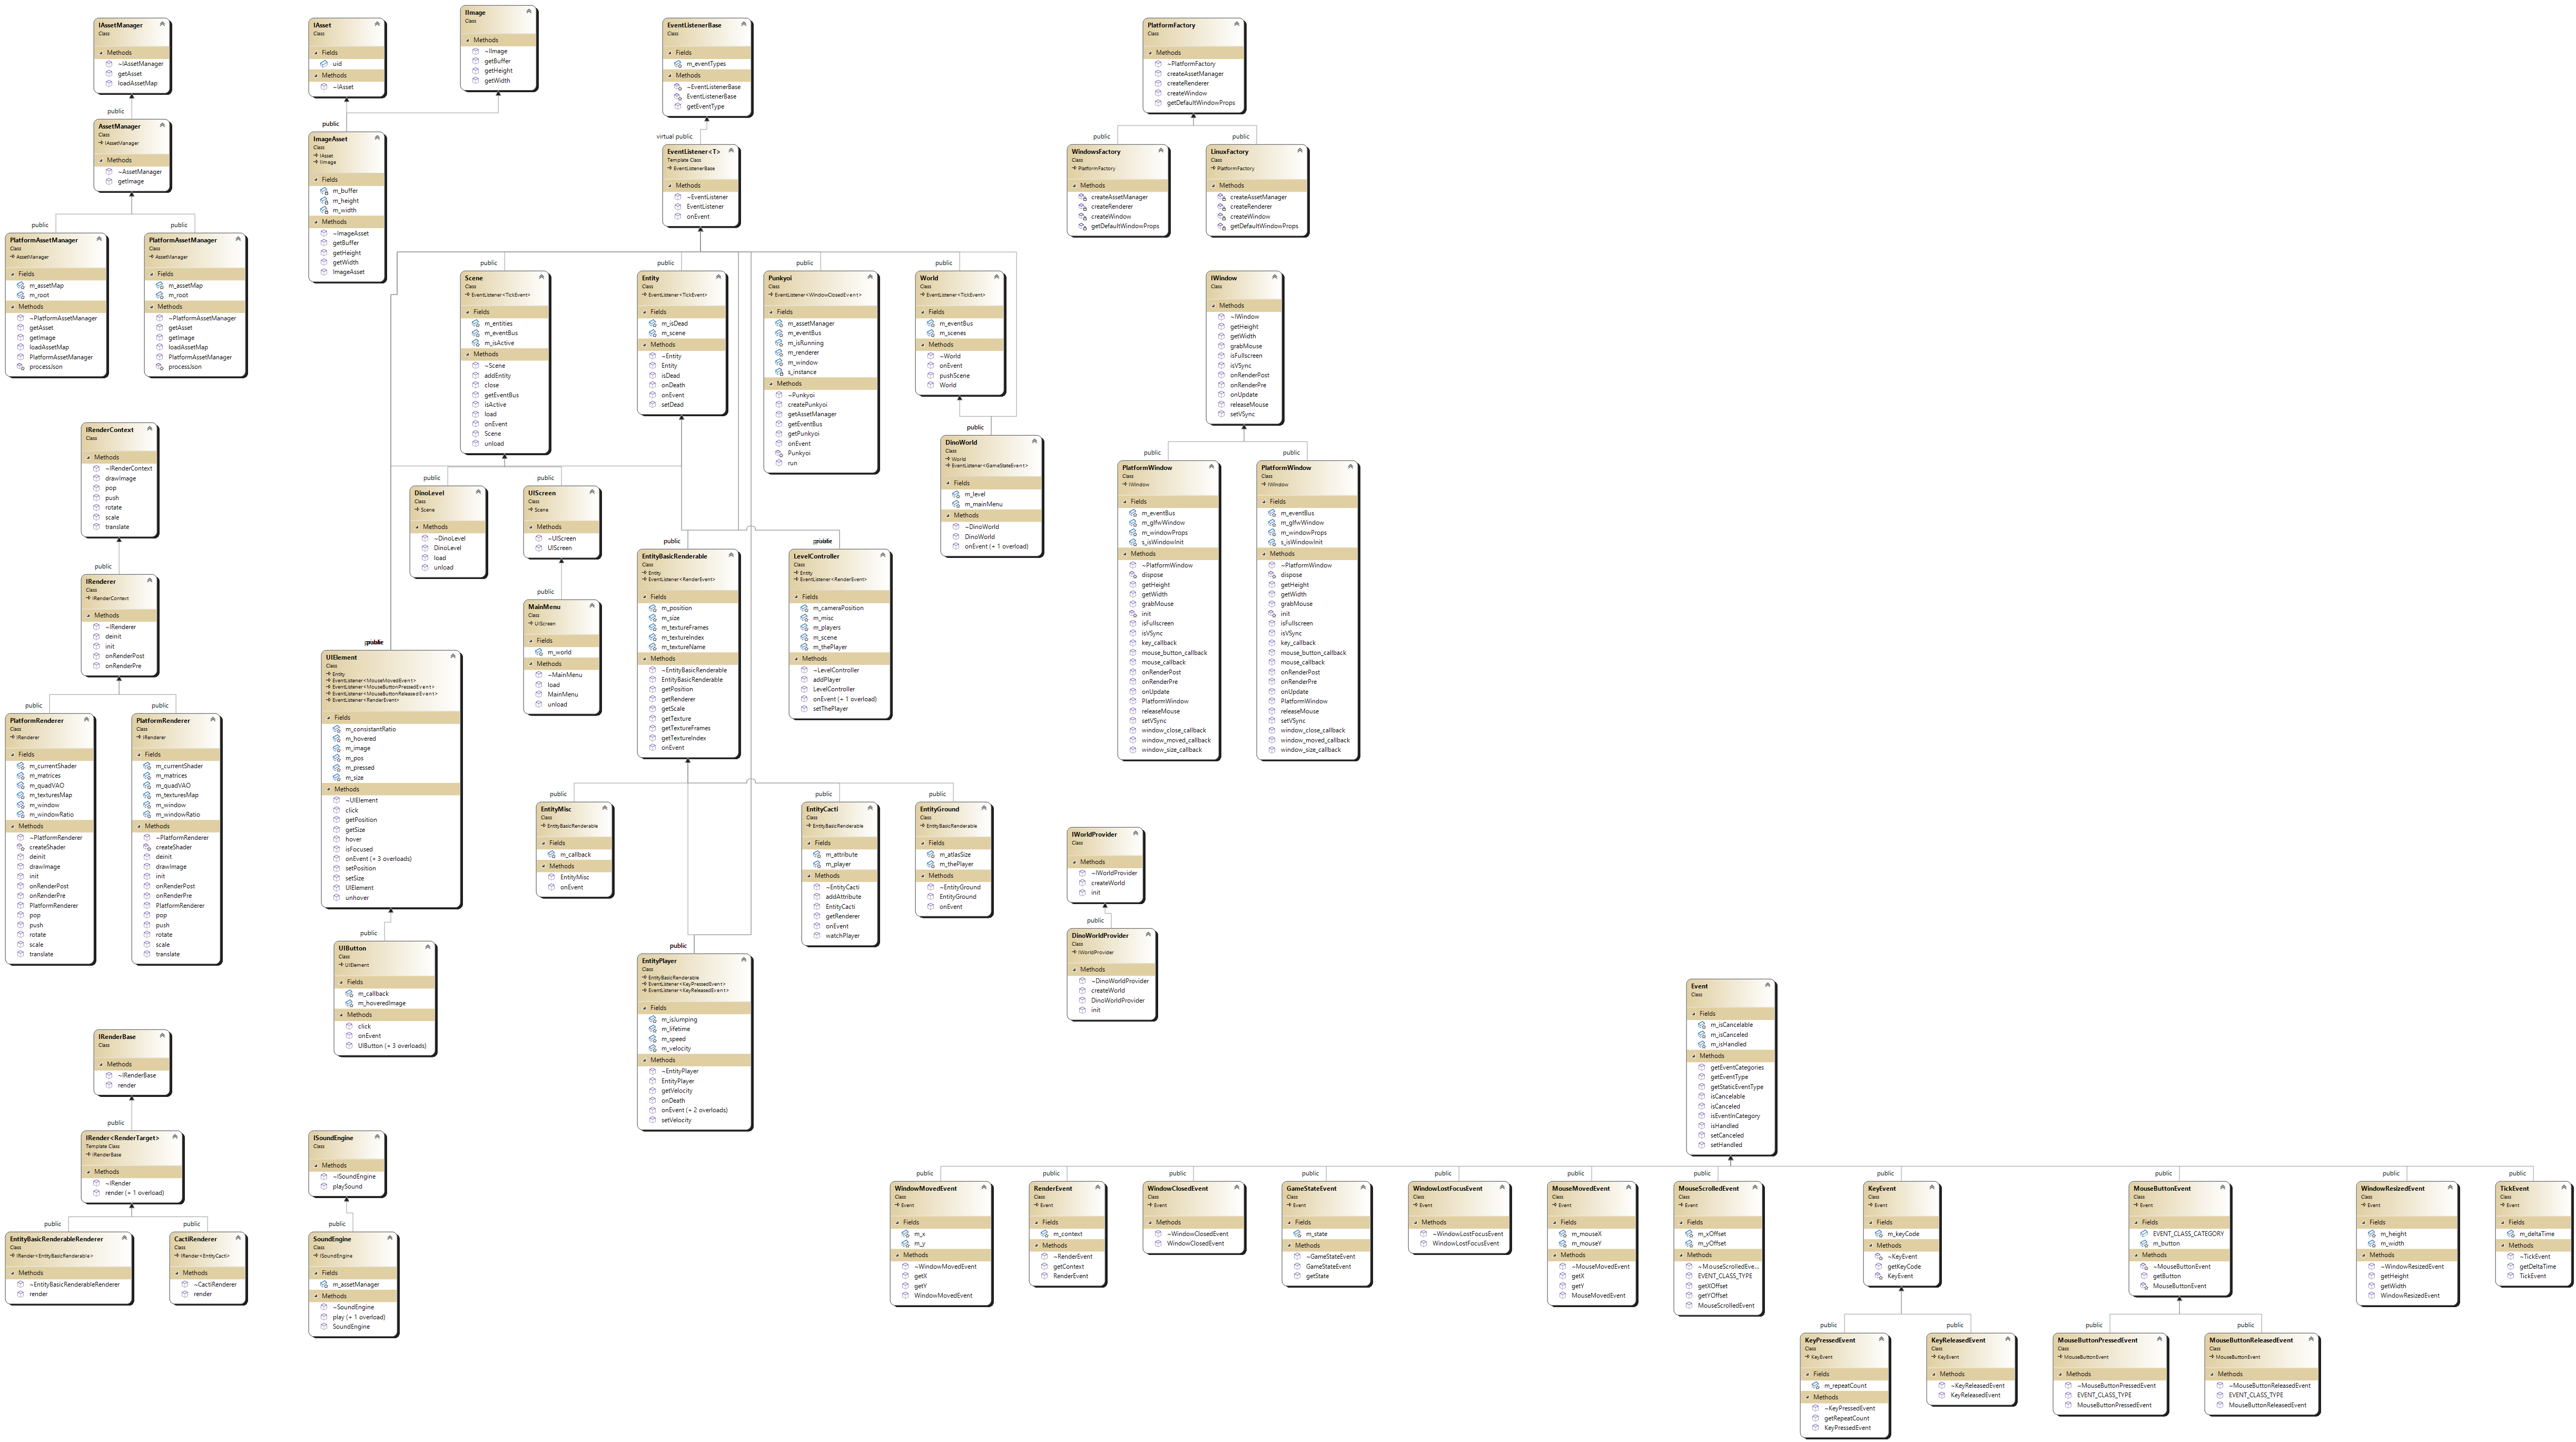 IAssetManager
Class
Methods
~IAssetManager
getAsset
loadAssetMap
public
AssetManager
Class
IAssetManager
Methods
~AssetManager
getImage
public
public
PlatformAssetManager
Class
AssetManager
Fields
m_assetMap
m_root
Methods
~PlatformAssetManager
getAsset
getImage
loadAssetMap
PlatformAssetManager
processJson
PlatformAssetManager
Class
AssetManager
Fields
m_assetMap
m_root
Methods
~PlatformAssetManager
getAsset
getImage
loadAssetMap
PlatformAssetManager
processJson
IAsset
Class
Fields
uid
Methods
~IAsset
IImage
Class
Methods
~IImage
getBuffer
getHeight
getWidth
public
ImageAsset
Class
IAsset
IImage
Fields
m_buffer
m_height
m_width
Methods
~ImageAsset
getBuffer
getHeight
getWidth
ImageAsset
EventListenerBase
Class
Fields
m_eventTypes
Methods
~EventListenerBase
EventListenerBase
getEventType
virtual public
EventListener<T>
Template Class
EventListenerBase
Methods
~EventListener
EventListener
onEvent
PlatformFactory
Class
Methods
~PlatformFactory
createAssetManager
createRenderer
createWindow
getDefaultWindowProps
public
public
WindowsFactory
Class
PlatformFactory
Methods
createAssetManager
createRenderer
createWindow
getDefaultWindowProps
LinuxFactory
Class
PlatformFactory
Methods
createAssetManager
createRenderer
createWindow
getDefaultWindowProps
public
Scene
Class
EventListener<TickEvent>
Fields
m_entities
m_eventBus
m_isActive
Methods
~Scene
addEntity
close
getEventBus
isActive
load
onEvent
Scene
unload
public
Entity
Class
EventListener<TickEvent>
Fields
m_isDead
m_scene
Methods
~Entity
Entity
isDead
onDeath
onEvent
setDead
public
Punkyoi
Class
EventListener<WindowClosedEvent>
Fields
m_assetManager
m_eventBus
m_isRunning
m_renderer
m_window
s_instance
Methods
~Punkyoi
createPunkyoi
getAssetManager
getEventBus
getPunkyoi
onEvent
Punkyoi
run
public
World
Class
EventListener<TickEvent>
Fields
m_eventBus
m_scenes
Methods
~World
onEvent
pushScene
World
public
DinoWorld
Class
World
EventListener<GameStateEvent>
Fields
m_level
m_mainMenu
Methods
~DinoWorld
DinoWorld
onEvent (+ 1 overload)
IWindow
Class
Methods
~IWindow
getHeight
getWidth
grabMouse
isFullscreen
isVSync
onRenderPost
onRenderPre
onUpdate
releaseMouse
setVSync
public
public
PlatformWindow
Class
IWindow
Fields
m_eventBus
m_glfwWindow
m_windowProps
s_isWindowInit
Methods
~PlatformWindow
dispose
getHeight
getWidth
grabMouse
init
isFullscreen
isVSync
key_callback
mouse_button_callback
mouse_callback
onRenderPost
onRenderPre
onUpdate
PlatformWindow
releaseMouse
setVSync
window_close_callback
window_moved_callback
window_size_callback
PlatformWindow
Class
IWindow
Fields
m_eventBus
m_glfwWindow
m_windowProps
s_isWindowInit
Methods
~PlatformWindow
dispose
getHeight
getWidth
grabMouse
init
isFullscreen
isVSync
key_callback
mouse_button_callback
mouse_callback
onRenderPost
onRenderPre
onUpdate
PlatformWindow
releaseMouse
setVSync
window_close_callback
window_moved_callback
window_size_callback
IRenderContext
Class
Methods
~IRenderContext
drawImage
pop
push
rotate
scale
translate
public
IRenderer
Class
IRenderContext
Methods
~IRenderer
deinit
init
onRenderPost
onRenderPre
public
public
PlatformRenderer
Class
IRenderer
Fields
m_currentShader
m_matrices
m_quadVAO
m_texturesMap
m_window
m_windowRatio
Methods
~PlatformRenderer
createShader
deinit
drawImage
init
onRenderPost
onRenderPre
PlatformRenderer
pop
push
rotate
scale
translate
PlatformRenderer
Class
IRenderer
Fields
m_currentShader
m_matrices
m_quadVAO
m_texturesMap
m_window
m_windowRatio
Methods
~PlatformRenderer
createShader
deinit
drawImage
init
onRenderPost
onRenderPre
PlatformRenderer
pop
push
rotate
scale
translate
public
DinoLevel
Class
Scene
Methods
~DinoLevel
DinoLevel
load
unload
public
UIScreen
Class
Scene
Methods
~UIScreen
UIScreen
public
MainMenu
Class
UIScreen
Fields
m_world
Methods
~MainMenu
load
MainMenu
unload
public
EntityBasicRenderable
Class
Entity
EventListener<RenderEvent>
Fields
m_position
m_size
m_textureFrames
m_textureIndex
m_textureName
Methods
~EntityBasicRenderable
EntityBasicRenderable
getPosition
getRenderer
getScale
getTexture
getTextureFrames
getTextureIndex
onEvent
LevelController
Class
Entity
EventListener<RenderEvent>
Fields
m_cameraPosition
m_misc
m_players
m_scene
m_thePlayer
Methods
~LevelController
addPlayer
LevelController
onEvent (+ 1 overload)
setThePlayer
UIElement
Class
Entity
EventListener<MouseMovedEvent>
EventListener<MouseButtonPressedEvent>
EventListener<MouseButtonReleasedEvent>
EventListener<RenderEvent>
Fields
m_consistantRatio
m_hovered
m_image
m_pos
m_pressed
m_size
Methods
~UIElement
click
getPosition
getSize
hover
isFocused
onEvent (+ 3 overloads)
setPosition
setSize
UIElement
unhover
public
UIButton
Class
UIElement
Fields
m_callback
m_hoveredImage
Methods
click
onEvent
UIButton (+ 3 overloads)
public
EntityMisc
Class
EntityBasicRenderable
Fields
m_callback
Methods
EntityMisc
onEvent
public
EntityCacti
Class
EntityBasicRenderable
Fields
m_attribute
m_player
Methods
~EntityCacti
addAttribute
EntityCacti
getRenderer
onEvent
watchPlayer
public
EntityGround
Class
EntityBasicRenderable
Fields
m_atlasSize
m_thePlayer
Methods
~EntityGround
EntityGround
onEvent
public
EntityPlayer
Class
EntityBasicRenderable
EventListener<KeyPressedEvent>
EventListener<KeyReleasedEvent>
Fields
m_isJumping
m_lifetime
m_speed
m_velocity
Methods
~EntityPlayer
EntityPlayer
getVelocity
onDeath
onEvent (+ 2 overloads)
setVelocity
IWorldProvider
Class
Methods
~IWorldProvider
createWorld
init
public
DinoWorldProvider
Class
IWorldProvider
Methods
~DinoWorldProvider
createWorld
DinoWorldProvider
init
IRenderBase
Class
Methods
~IRenderBase
render
public
IRender<RenderTarget>
Template Class
IRenderBase
Methods
~IRender
render (+ 1 overload)
public
public
EntityBasicRenderableRenderer
Class
IRender<EntityBasicRenderable>
Methods
~EntityBasicRenderableRenderer
render
CactiRenderer
Class
IRender<EntityCacti>
Methods
~CactiRenderer
render
ISoundEngine
Class
Methods
~ISoundEngine
playSound
public
SoundEngine
Class
ISoundEngine
Fields
m_assetManager
Methods
~SoundEngine
play (+ 1 overload)
SoundEngine
Event
Class
Fields
m_isCancelable
m_isCanceled
m_isHandled
Methods
getEventCategories
getEventType
getStaticEventType
isCancelable
isCanceled
isEventInCategory
isHandled
setCanceled
setHandled
public
WindowMovedEvent
Class
Event
Fields
m_x
m_y
Methods
~WindowMovedEvent
getX
getY
WindowMovedEvent
public
RenderEvent
Class
Event
Fields
m_context
Methods
~RenderEvent
getContext
RenderEvent
public
WindowClosedEvent
Class
Event
Methods
~WindowClosedEvent
WindowClosedEvent
public
GameStateEvent
Class
Event
Fields
m_state
Methods
~GameStateEvent
GameStateEvent
getState
public
WindowLostFocusEvent
Class
Event
Methods
~WindowLostFocusEvent
WindowLostFocusEvent
public
MouseMovedEvent
Class
Event
Fields
m_mouseX
m_mouseY
Methods
~MouseMovedEvent
getX
getY
MouseMovedEvent
public
MouseScrolledEvent
Class
Event
Fields
m_xOffset
m_yOffset
Methods
~MouseScrolledEve...
EVENT_CLASS_TYPE
getXOffset
getYOffset
MouseScrolledEvent
public
KeyEvent
Class
Event
Fields
m_keyCode
Methods
~KeyEvent
getKeyCode
KeyEvent
public
MouseButtonEvent
Class
Event
Fields
EVENT_CLASS_CATEGORY
m_button
Methods
~MouseButtonEvent
getButton
MouseButtonEvent
public
WindowResizedEvent
Class
Event
Fields
m_height
m_width
Methods
~WindowResizedEvent
getHeight
getWidth
WindowResizedEvent
public
TickEvent
Class
Event
Fields
m_deltaTime
Methods
~TickEvent
getDeltaTime
TickEvent
public
KeyPressedEvent
Class
KeyEvent
Fields
m_repeatCount
Methods
~KeyPressedEvent
getRepeatCount
KeyPressedEvent
public
KeyReleasedEvent
Class
KeyEvent
Methods
~KeyReleasedEvent
KeyReleasedEvent
public
MouseButtonPressedEvent
Class
MouseButtonEvent
Methods
~MouseButtonPressedEvent
EVENT_CLASS_TYPE
MouseButtonPressedEvent
public
MouseButtonReleasedEvent
Class
MouseButtonEvent
Methods
~MouseButtonReleasedEvent
EVENT_CLASS_TYPE
MouseButtonReleasedEvent